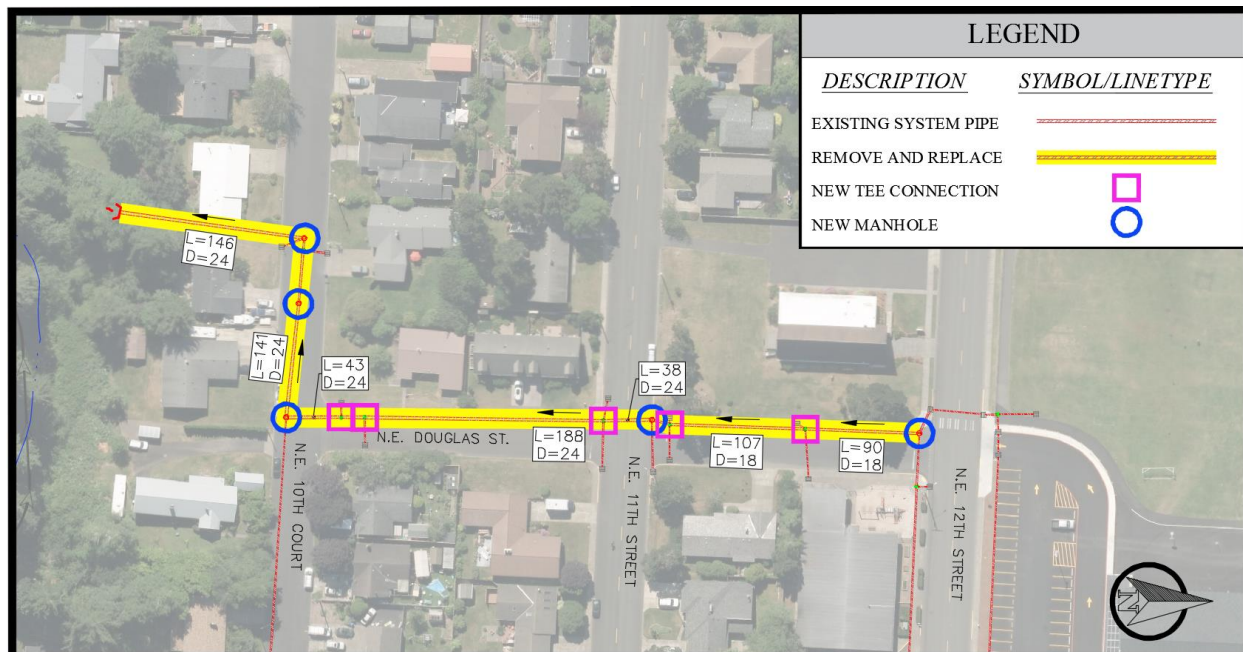 LEGEND
DESCRIPTION SYMBOL/LINETYPE
EXISTING SYSTEM PIPE
REMOVE AND REPLACE
NEW TEE CONNECTION
NEW MANHOLE
L=146
D=24
L=141
D=24
L=43
D=24
L=38
D=24
N.E. DOUGLAS ST.
L=188
D=24
L=107
D=18
L=90
D=18
N.E. 10TH COURT
N.E. 11TH STREET
N.E. 12TH STREET
N